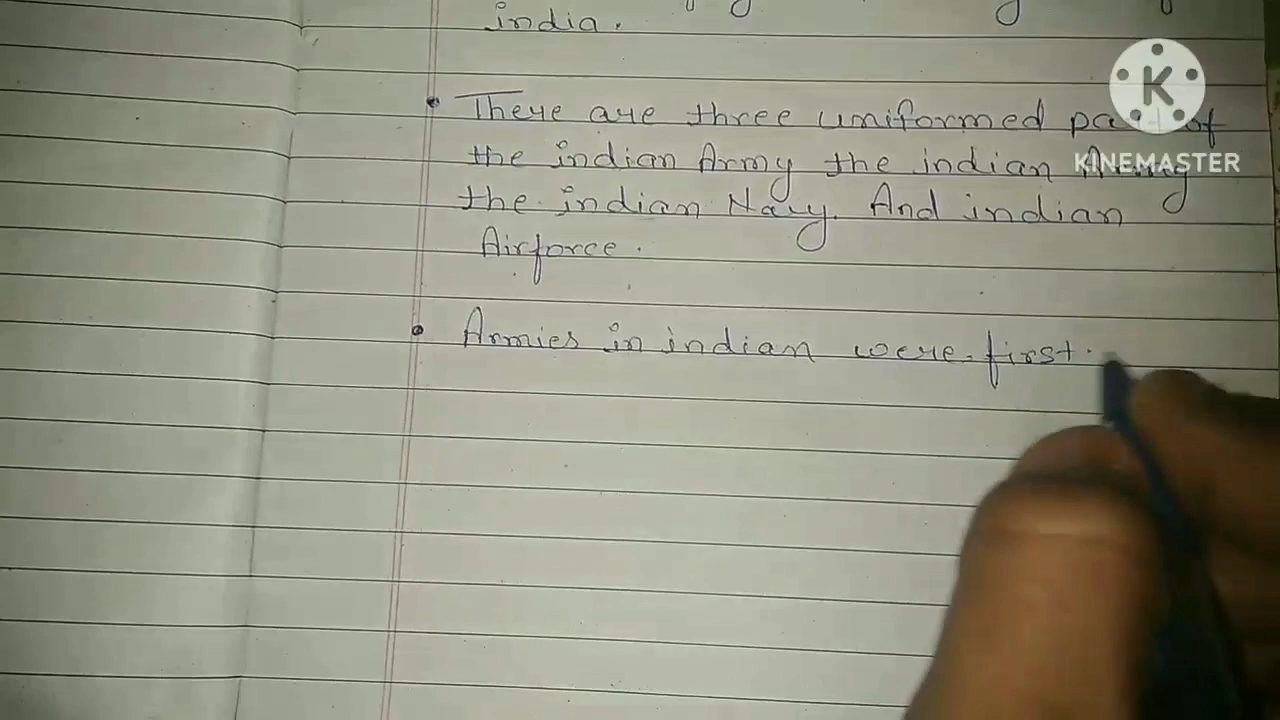 india.
There are three uniformed of
the indian Army the indian Army
the indian Navy. And indian
Airforce.
Armies in indian were first
KINEMASTER